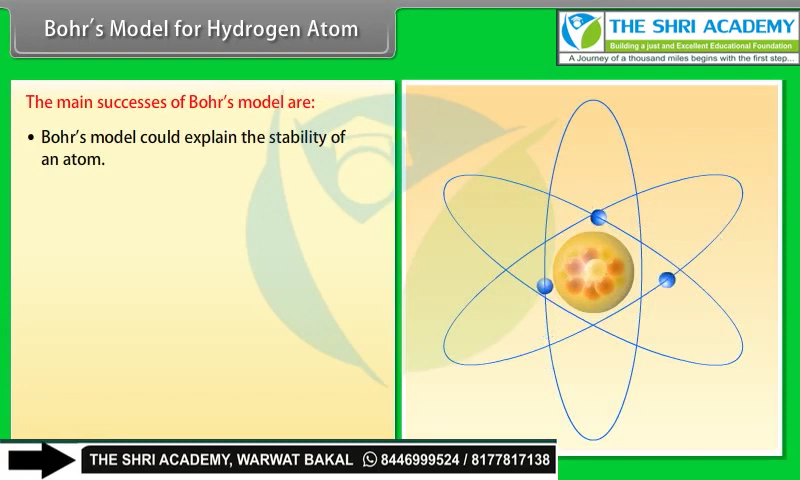 Bohr's Model for Hydrogen Atom
THE SHRI ACADEMY
Building a just and Excellent Educational Foundation
A Journey of a thousand miles begins with the first step...
The main successes of Bohr's model are:
• Bohr's model could explain the stability of
an atom.
THE SHRI ACADEMY, WARWAT BAKAL 8446999524 / 8177817138